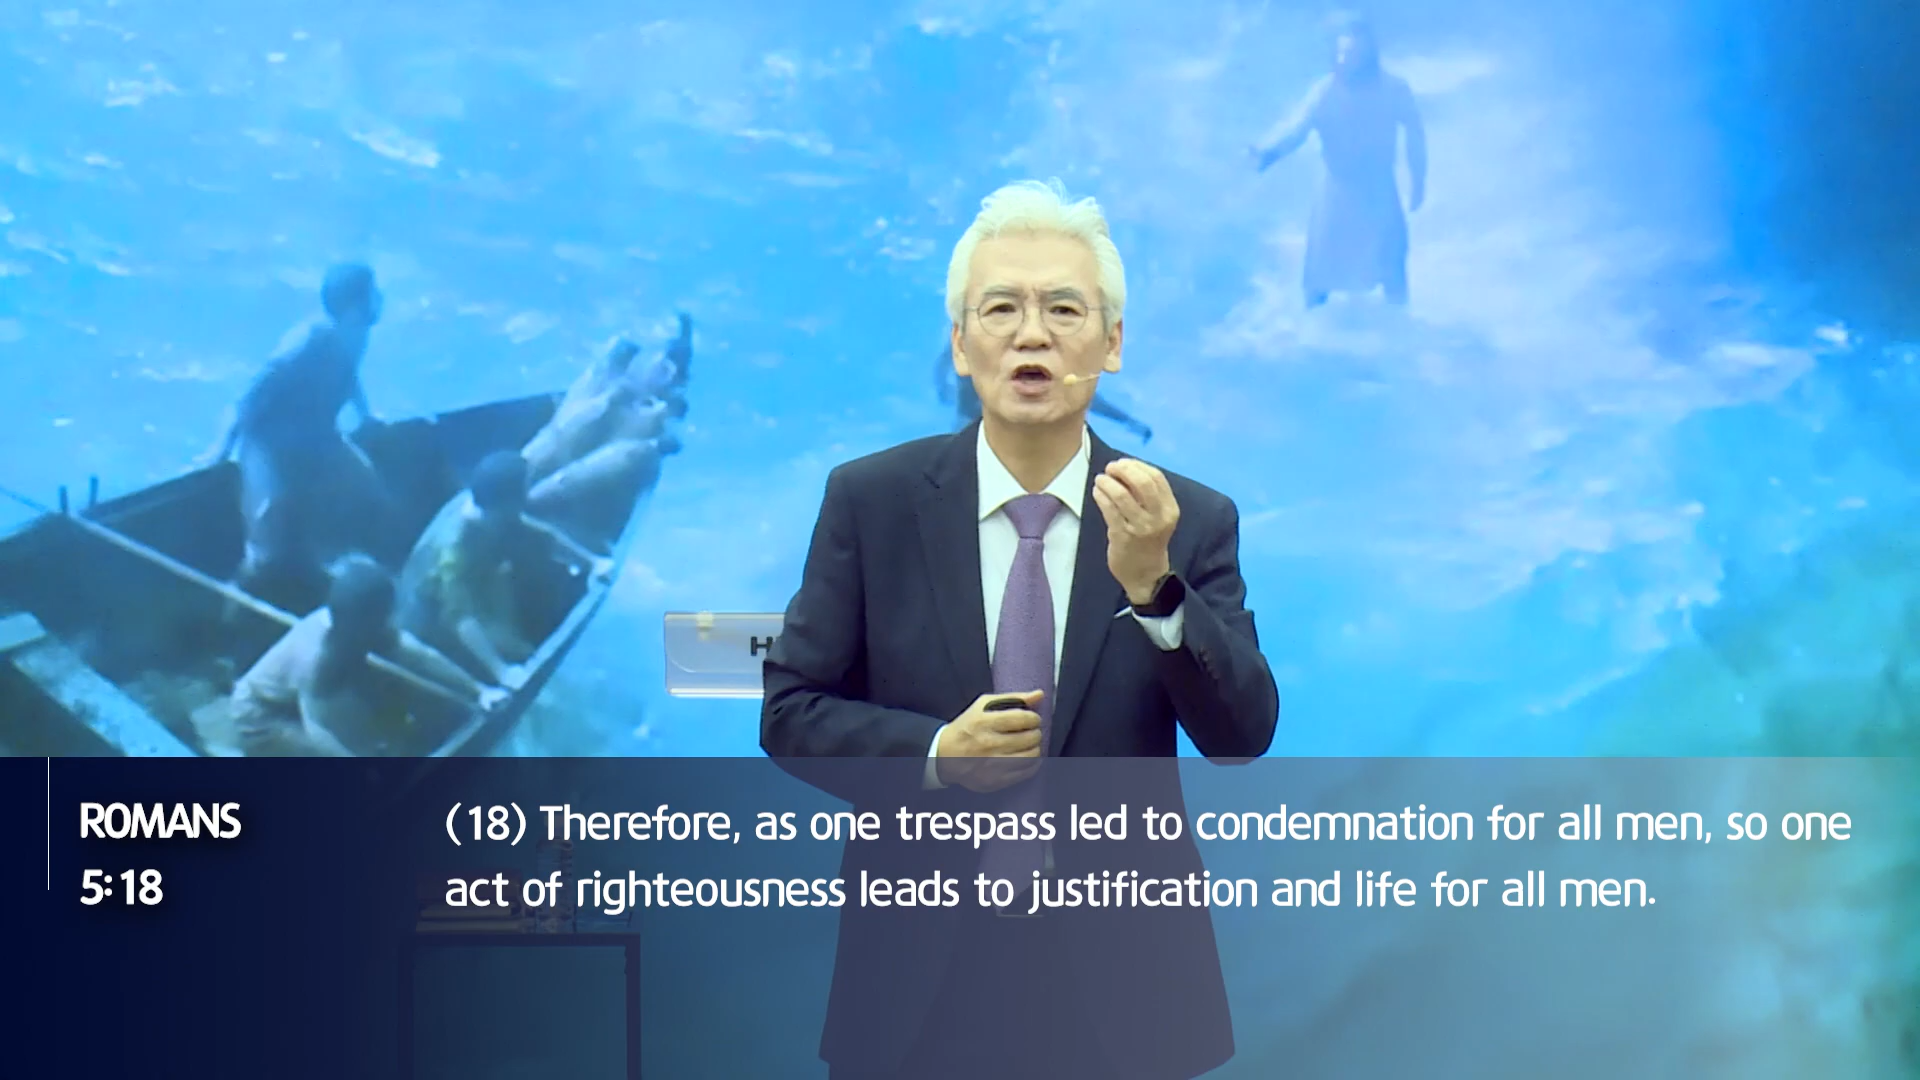 H
ROMANS
5:18
(18) Therefore, as one trespass led to condemnation for all men, so one
act of righteousness leads to justification and life for all men.